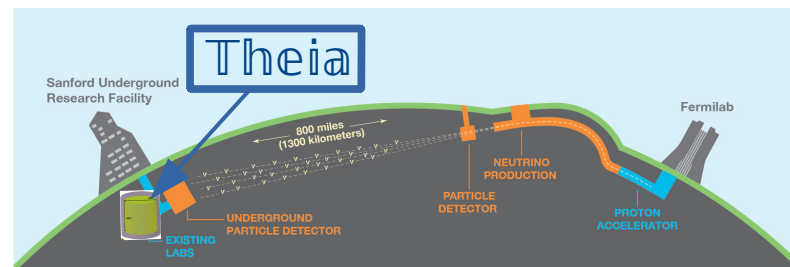 Theia
Sanford Underground
Research Facility
Fermilab
800 miles
(1300 kilometers)
NEUTRINO
PRODUCTION
PARTICLE
DETECTOR
UNDERGROUND
PARTICLE DETECTOR
PROTON
ACCELERATOR
EXISTING
LABS